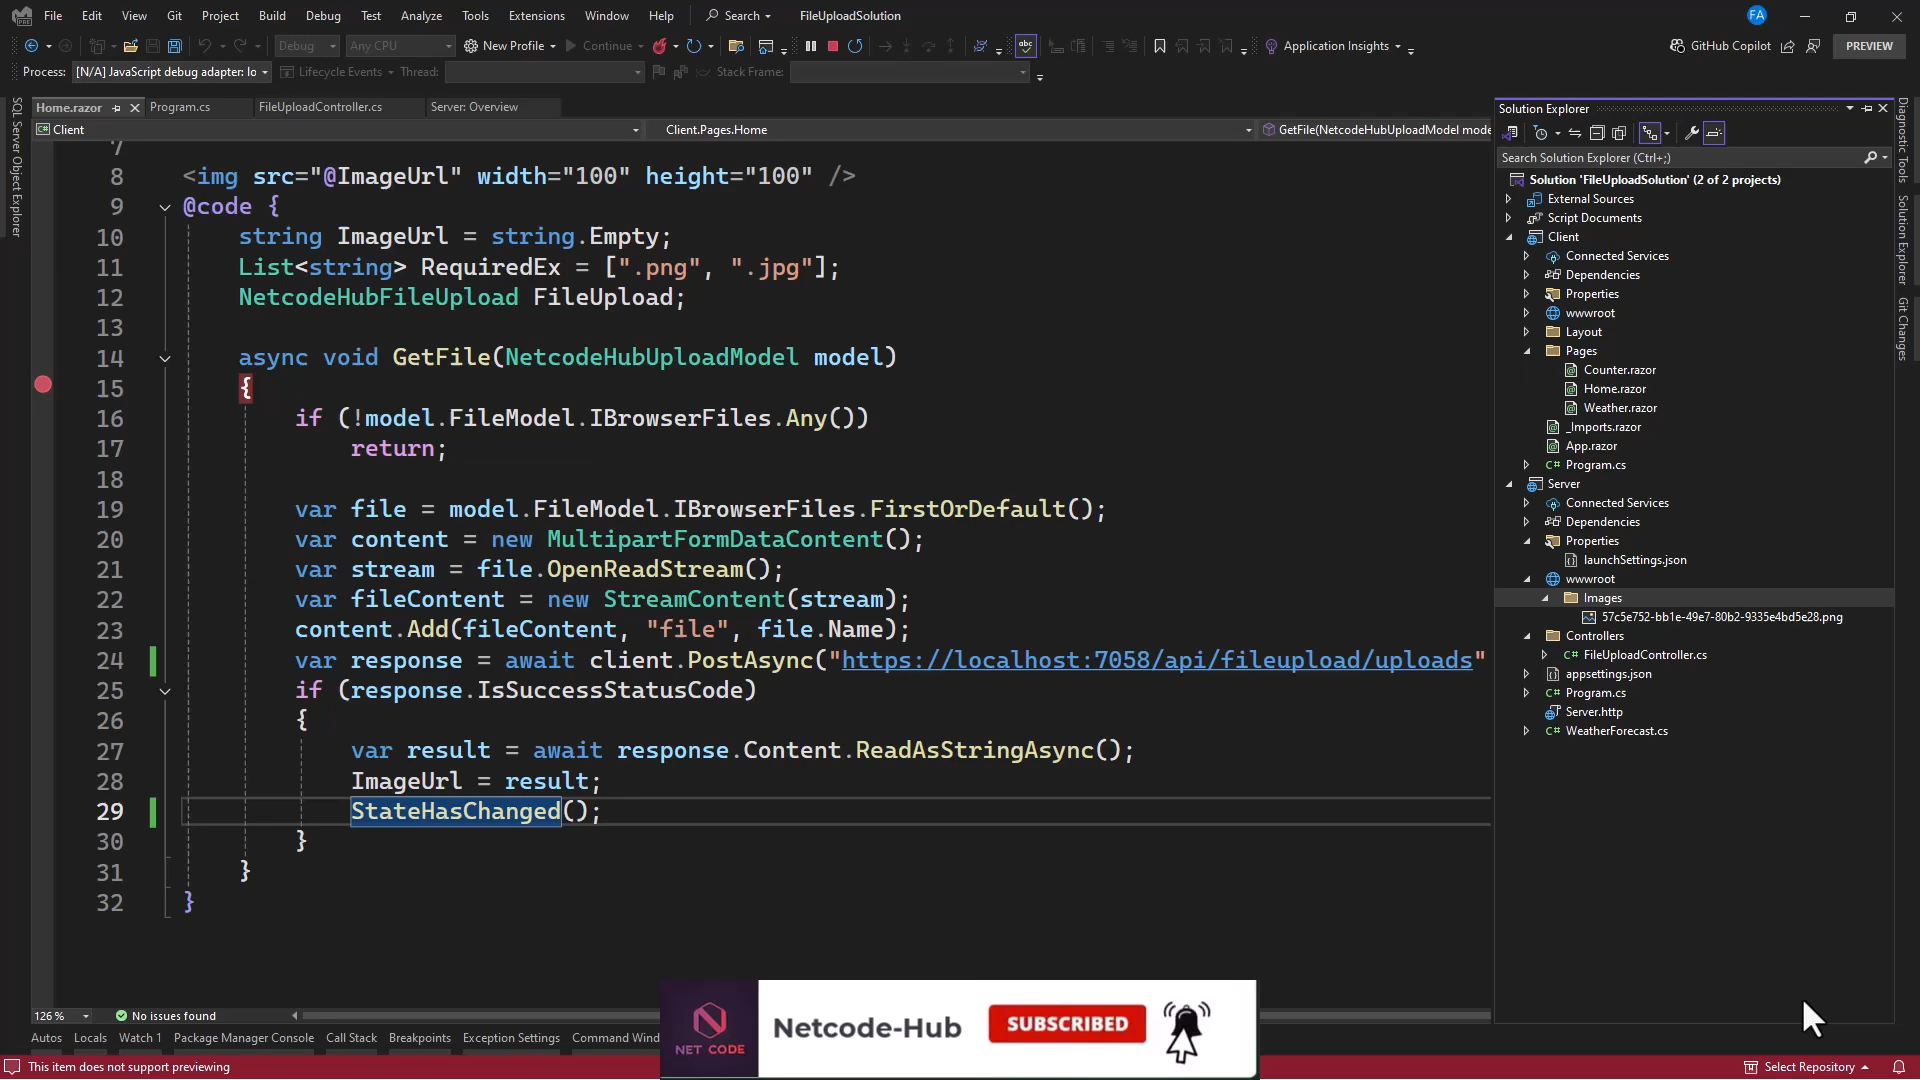 File Edit View Git Project Build Debug Test Analyze Tools Extensions Window Help Search FileUploadSolution FA
Debug Any CPU New Profile Continue abc Application Insights GitHub Copilot PREVIEW
Process: [N/A] JavaScript debug adapter: lo Lifecycle Events Thread: Stack Frame:
SQL Server Object Explorer
Home.razor Program.cs FileUploadController.cs Server: Overview
Client Client.Pages.Home GetFile(NetcodeHubUploadModel mode
7
8 <img src="@ImageUrl" width="100" height="100" />
9 @code {
10 string ImageUrl = string.Empty;
11 List<string> RequiredEx = [".png", ".jpg"];
12 NetcodeHubFileUpload FileUpload;
13
14 async void GetFile(NetcodeHubUploadModel model)
15 {
16 if (!model.FileModel.IBrowserFiles.Any())
17 return;
18
19 var file = model.FileModel.IBrowserFiles.FirstOrDefault();
20 var content = new MultipartFormDataContent();
21 var stream = file.OpenReadStream();
22 var fileContent = new StreamContent(stream);
23 content.Add(fileContent, "file", file.Name);
24 var response = await client.PostAsync("https://localhost:7058/api/fileupload/uploads"
25 if (response.IsSuccessStatusCode)
26 {
27 var result = await response.Content.ReadAsStringAsync();
28 ImageUrl = result;
29 StateHasChanged();
30 }
31 }
32 }
Solution Explorer
Search Solution Explorer (Ctrl+;)
Solution 'FileUploadSolution' (2 of 2 projects)
External Sources
Script Documents
Client
Connected Services
Dependencies
Properties
wwwroot
Layout
Pages
Counter.razor
Home.razor
Weather.razor
_Imports.razor
App.razor
C# Program.cs
Server
Connected Services
Dependencies
Properties
launchSettings.json
wwwroot
Images
57c5e752-bb1e-49e7-80b2-9335e4bd5e28.png
Controllers
C# FileUploadController.cs
appsettings.json
C# Program.cs
Server.http
C# WeatherForecast.cs
Diagnostic Tools
Solution Explorer
Git Changes
126 % No issues found
Autos Locals Watch 1 Package Manager Console Call Stack Breakpoints Exception Settings Command Wind
NET CODE
Netcode-Hub SUBSCRIBED
This item does not support previewing Select Repository